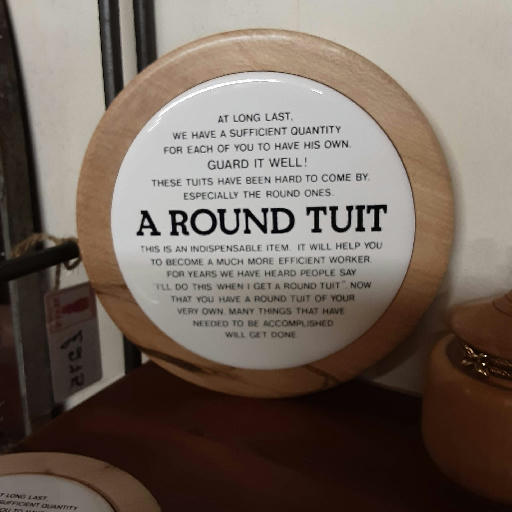 AT LONG LAST,
WE HAVE A SUFFICIENT QUANTITY
FOR EACH OF YOU TO HAVE HIS OWN.
GUARD IT WELL!
THESE TUITS HAVE BEEN HARD TO COME BY.
ESPECIALLY THE ROUND ONES.
A ROUND TUIT
THIS IS AN INDISPENSABLE ITEM. IT WILL HELP YOU
TO BECOME A MUCH MORE EFFICIENT WORKER.
FOR YEARS WE HAVE HEARD PEOPLE SAY
"I'LL DO THIS WHEN I GET A ROUND TUIT". NOW
THAT YOU HAVE A ROUND TUIT OF YOUR
VERY OWN. MANY THINGS THAT HAVE
NEEDED TO BE ACCOMPLISHED
WILL GET DONE.
LONG LAST,
SUFFICIENT QUANTITY